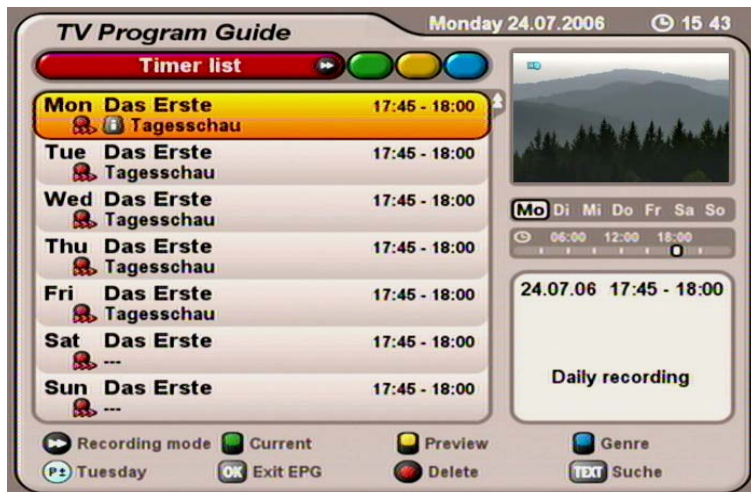 TV Program Guide
Monday 24.07.2006 15 43
Timer list
Mon Das Erste 17:45 - 18:00
Tagesschau
Tue Das Erste 17:45 - 18:00
Tagesschau
Wed Das Erste 17:45 - 18:00
Tagesschau
Thu Das Erste 17:45 - 18:00
Tagesschau
Fri Das Erste 17:45 - 18:00
Tagesschau
Sat Das Erste 17:45 - 18:00
---
Sun Das Erste 17:45 - 18:00
---
Mo Di Mi Do Fr Sa So
06:00 12:00 18:00
24.07.06 17:45 - 18:00
Daily recording
Recording mode Current Preview Genre
P± Tuesday OK Exit EPG Delete TEXT Suche